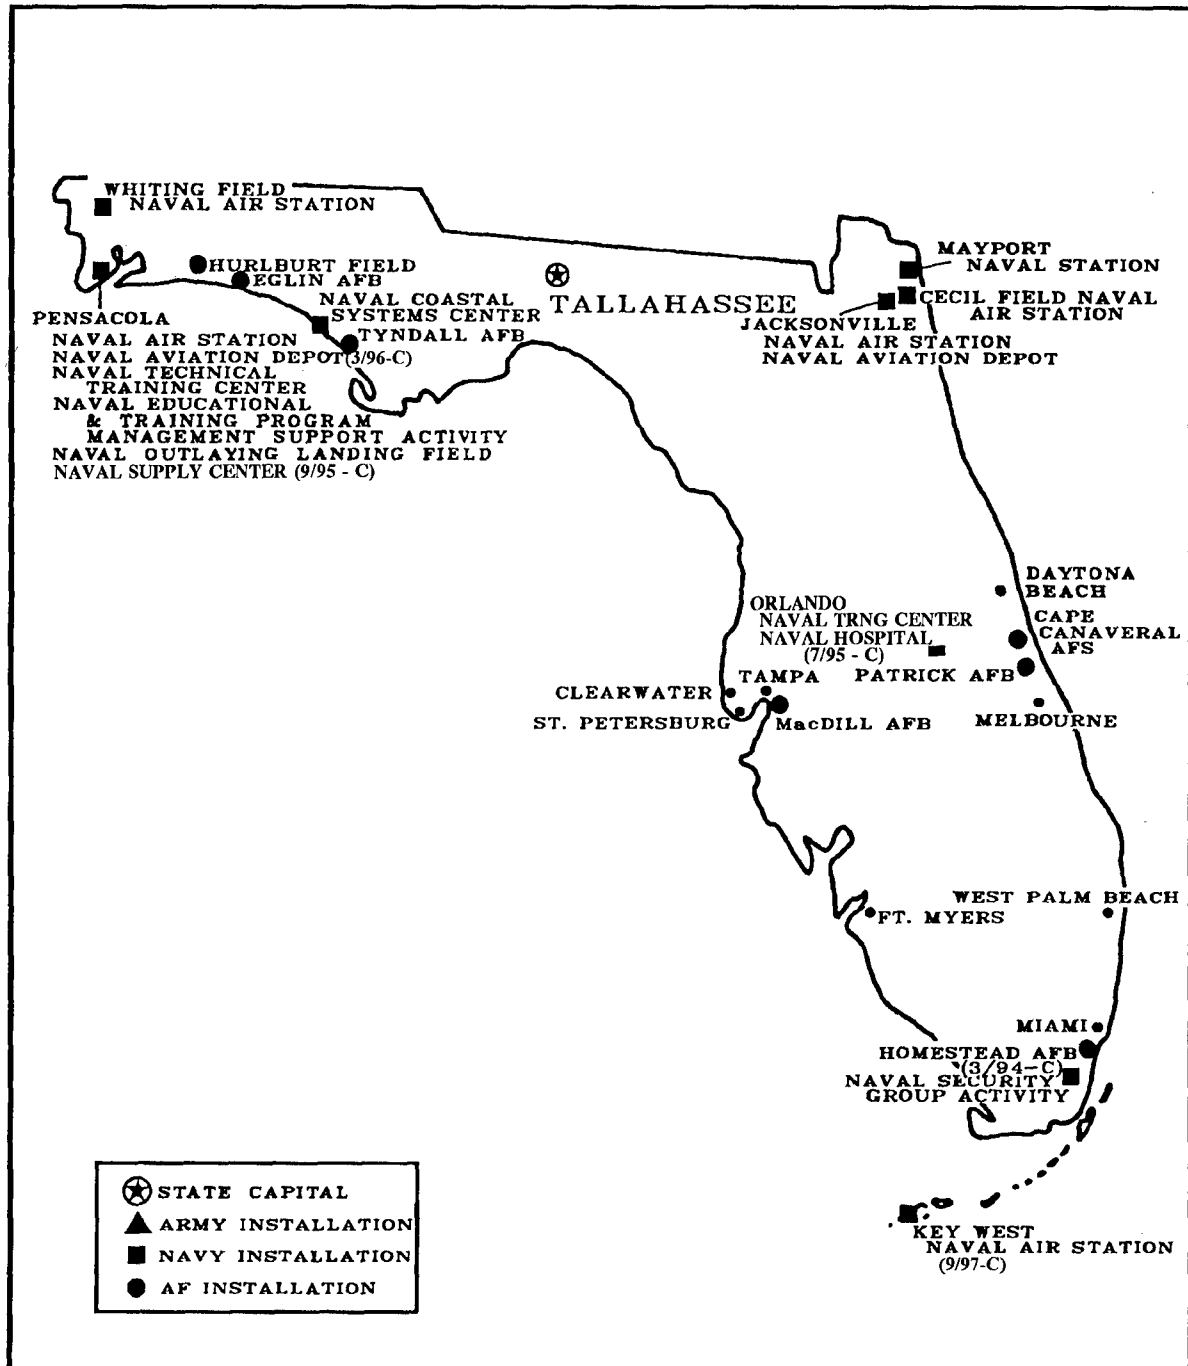 WHITING FIELD
NAVAL AIR STATION
HURLBURT FIELD
EGLIN AFB
NAVAL COASTAL
SYSTEMS CENTER
TYNDALL AFB
PENSACOLA
NAVAL AIR STATION
NAVAL AVIATION DEPOT(3/96-C)
NAVAL TECHNICAL
TRAINING CENTER
NAVAL EDUCATIONAL
& TRAINING PROGRAM
MANAGEMENT SUPPORT ACTIVITY
NAVAL OUTLAYING LANDING FIELD
NAVAL SUPPLY CENTER (9/95 - C)
TALLAHASSEE
MAYPORT
NAVAL STATION
CECIL FIELD NAVAL
AIR STATION
JACKSONVILLE
NAVAL AIR STATION
NAVAL AVIATION DEPOT
DAYTONA
BEACH
ORLANDO
NAVAL TRNG CENTER
NAVAL HOSPITAL
(7/95 - C)
CAPE
CANAVERAL
AFS
PATRICK AFB
TAMPA
CLEARWATER
ST. PETERSBURG
MacDILL AFB
MELBOURNE
WEST PALM BEACH
FT. MYERS
MIAMI
HOMESTEAD AFB
(3/94-C)
NAVAL SECURITY
GROUP ACTIVITY
KEY WEST
NAVAL AIR STATION
(9/97-C)
STATE CAPITAL
ARMY INSTALLATION
NAVY INSTALLATION
AF INSTALLATION